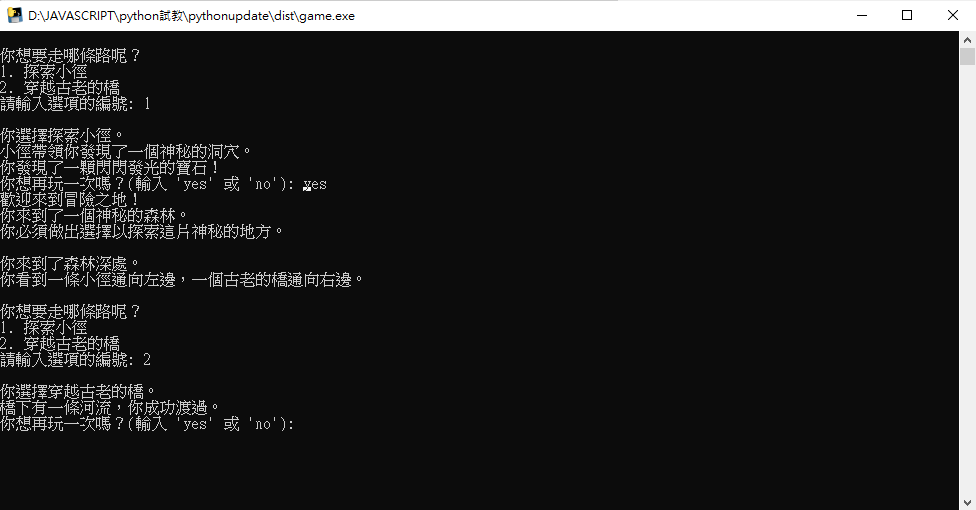 D:\JAVASCRIPT\python試教\pythonupdate\dist\game.exe
你想要走哪條路呢？
1. 探索小徑
2. 穿越古老的橋
請輸入選項的編號: 1
你選擇探索小徑。
小徑帶領你發現了一個神秘的洞穴。
你發現了一顆閃閃發光的寶石！
你想再玩一次嗎？(輸入 'yes' 或 'no'): yes
歡迎來到冒險之地！
你來到了一個神秘的森林。
你必須做出選擇以探索這片神秘的地方。
你來到了森林深處。
你看到一條小徑通向左邊，一個古老的橋通向右邊。
你想要走哪條路呢？
1. 探索小徑
2. 穿越古老的橋
請輸入選項的編號: 2
你選擇穿越古老的橋。
橋下有一條河流，你成功渡過。
你想再玩一次嗎？(輸入 'yes' 或 'no'):